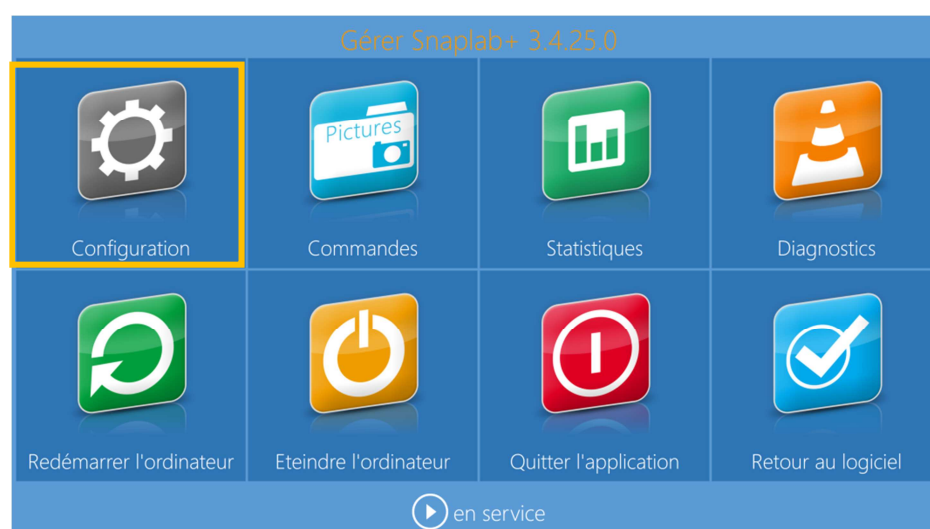 Gérer Snaplab+ 3.4.25.0
Pictures
Configuration
Commandes
Statistiques
Diagnostics
Redémarrer l'ordinateur
Eteindre l'ordinateur
Quitter l'application
Retour au logiciel
en service